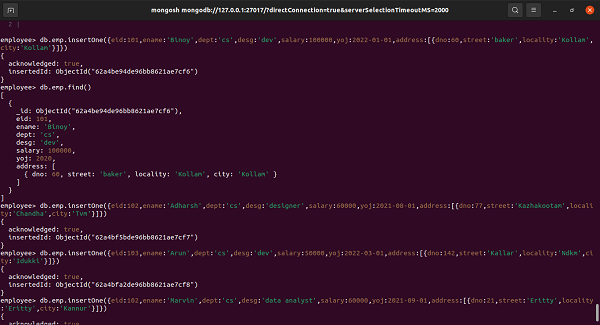 mongosh mongodb://127.0.0.1:27017/?directConnection=true&serverSelectionTimeoutMS=2000
2 ]
employee> db.emp.insertOne({eid:101,ename:'Binoy',dept:'cs',desg:'dev',salary:100000,yoj:2022-01-01,address:[{dno:60,street:'baker',locality:'Kollam',
city:'Kollam'}]})
{
acknowledged: true,
insertedId: ObjectId("62a4be94de96bb8621ae7cf6")
}
employee> db.emp.find()
[
{
_id: ObjectId("62a4be94de96bb8621ae7cf6"),
eid: 101,
ename: 'Binoy',
dept: 'cs',
desg: 'dev',
salary: 100000,
yoj: 2020,
address: [
{ dno: 60, street: 'baker', locality: 'Kollam', city: 'Kollam' }
]
}
]
employee> db.emp.insertOne({eid:102,ename:'Adharsh',dept:'cs',desg:'designer',salary:60000,yoj:2021-08-01,address:[{dno:77,street:'Kazhakootam',locali
ty:'Chandha',city:'Tvm'}]})
{
acknowledged: true,
insertedId: ObjectId("62a4bf5bde96bb8621ae7cf7")
}
employee> db.emp.insertOne({eid:103,ename:'Arun',dept:'cs',desg:'dev',salary:50000,yoj:2022-03-01,address:[{dno:142,street:'Kallar',locality:'Ndkm',ci
ty:'Idukki'}]})
{
acknowledged: true,
insertedId: ObjectId("62a4bfa2de96bb8621ae7cf8")
}
employee> db.emp.insertOne({eid:102,ename:'Marvin',dept:'cs',desg:'data analyst',salary:60000,yoj:2021-09-01,address:[{dno:21,street:'Eritty',locality
:'Eritty',city:'Kannur'}]})
{
acknowledged: true,